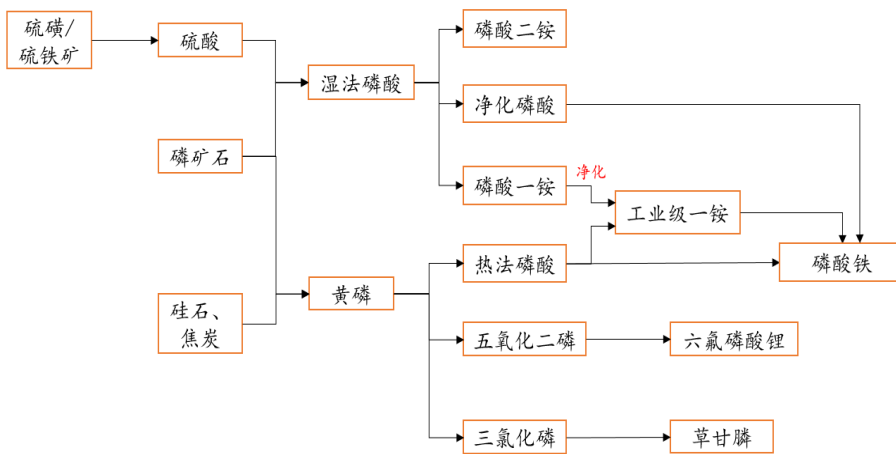 硫磺/
硫铁矿
硫酸
磷矿石
硅石、
焦炭
湿法磷酸
黄磷
磷酸二铵
净化磷酸
磷酸一铵
净化
工业级一铵
热法磷酸
磷酸铁
五氧化二磷
六氟磷酸锂
三氯化磷
草甘膦